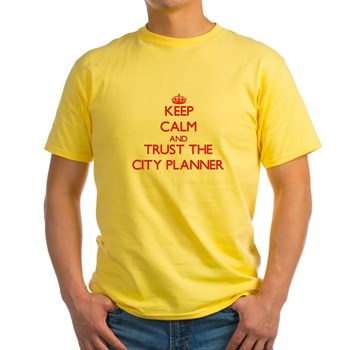 KEEP
CALM
AND
TRUST THE
CITY PLANNER